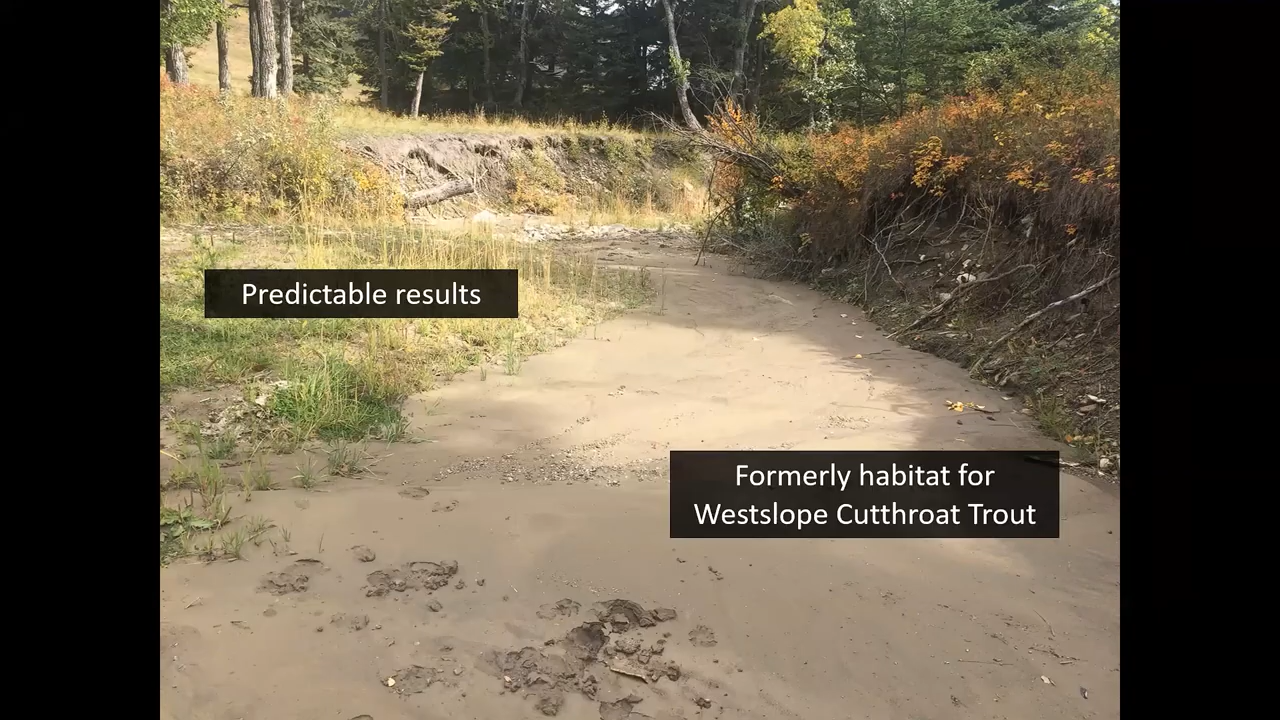 Predictable results
Formerly habitat for
Westslope Cutthroat Trout